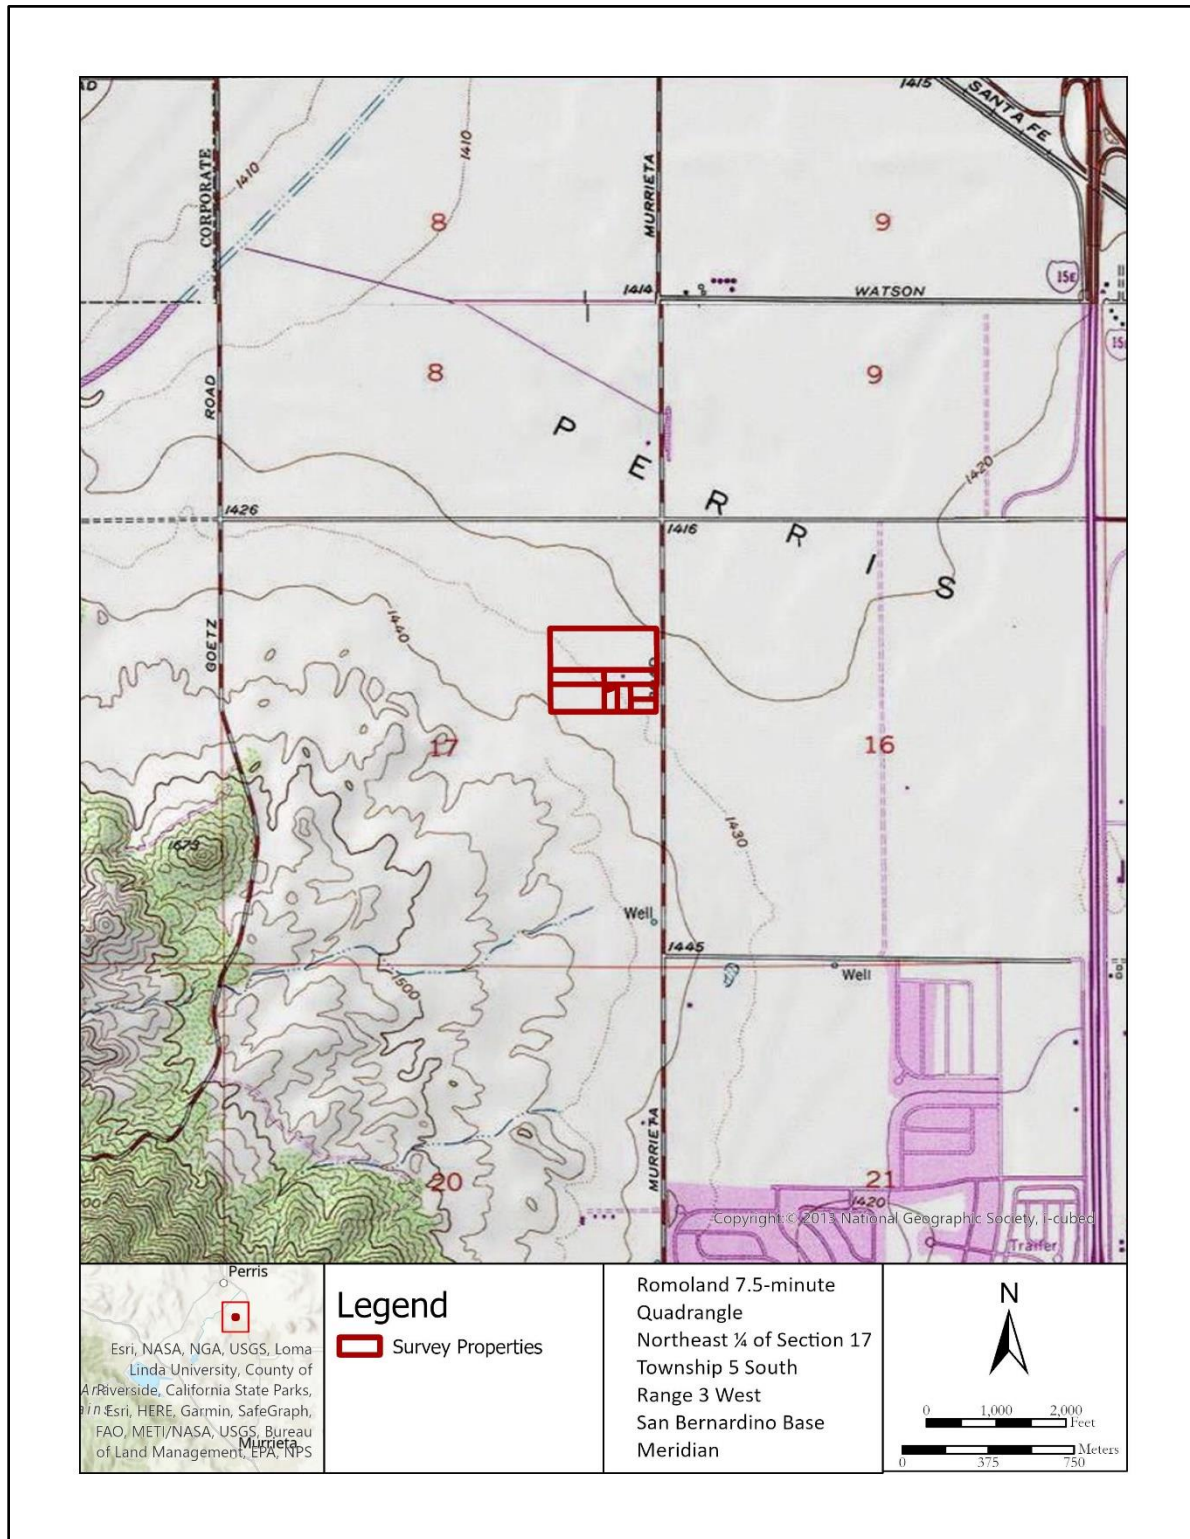 1415
SANTA FE
1410
1410
CORPORATE
MURRIETA
8
9
15E
1414
WATSON
15
8
9
ROAD
P
E
R
R
I
S
1420
1426
1416
GOETZ
1440
17
16
1430
1673
Well
1445
Well
1500
MURRIETA
20
21
1420
Copyright:© 2013 National Geographic Society, i-cubed
Trailer
Perris
Esri, NASA, NGA, USGS, Loma
Linda University, County of
Riverside, California State Parks,
Esri, HERE, Garmin, SafeGraph,
FAO, METI/NASA, USGS, Bureau
of Land Management, EPA, NPS
Murrieta
Legend
Survey Properties
Romoland 7.5-minute
Quadrangle
Northeast ¼ of Section 17
Township 5 South
Range 3 West
San Bernardino Base
Meridian
N
0 1,000 2,000
Feet
Meters
0 375 750